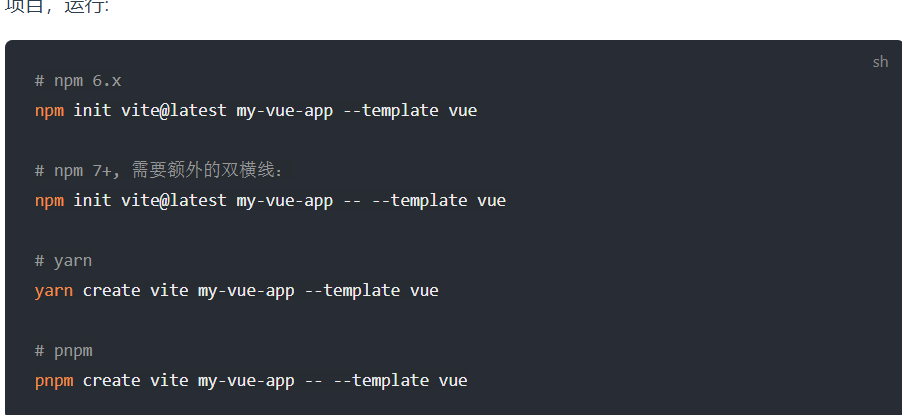 项目，运行:
sh
# npm 6.x
npm init vite@latest my-vue-app --template vue
# npm 7+, 需要额外的双横线：
npm init vite@latest my-vue-app -- --template vue
# yarn
yarn create vite my-vue-app --template vue
# pnpm
pnpm create vite my-vue-app -- --template vue